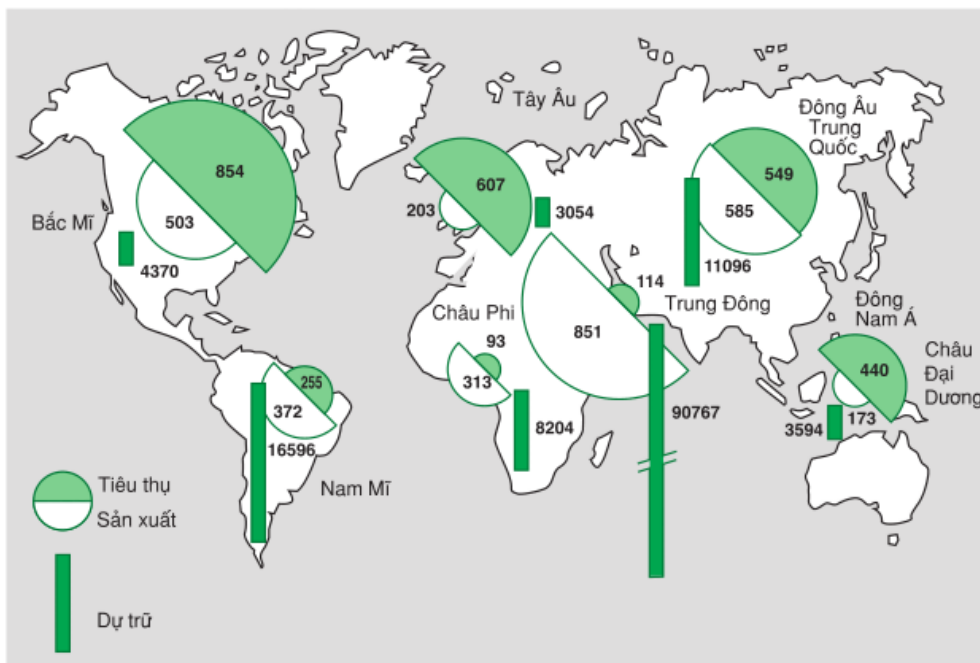 Tây Âu
Đông Âu
Trung
Quốc
854
607
549
Bắc Mĩ
503
203
3054
585
4370
11096
114
Trung Đông
Châu Phi
851
93
Đông
Nam Á
Châu
Đại
Dương
313
440
255
372
16596
8204
90767
3594
173
Nam Mĩ
Tiêu thụ
Sản xuất
Dự trữ